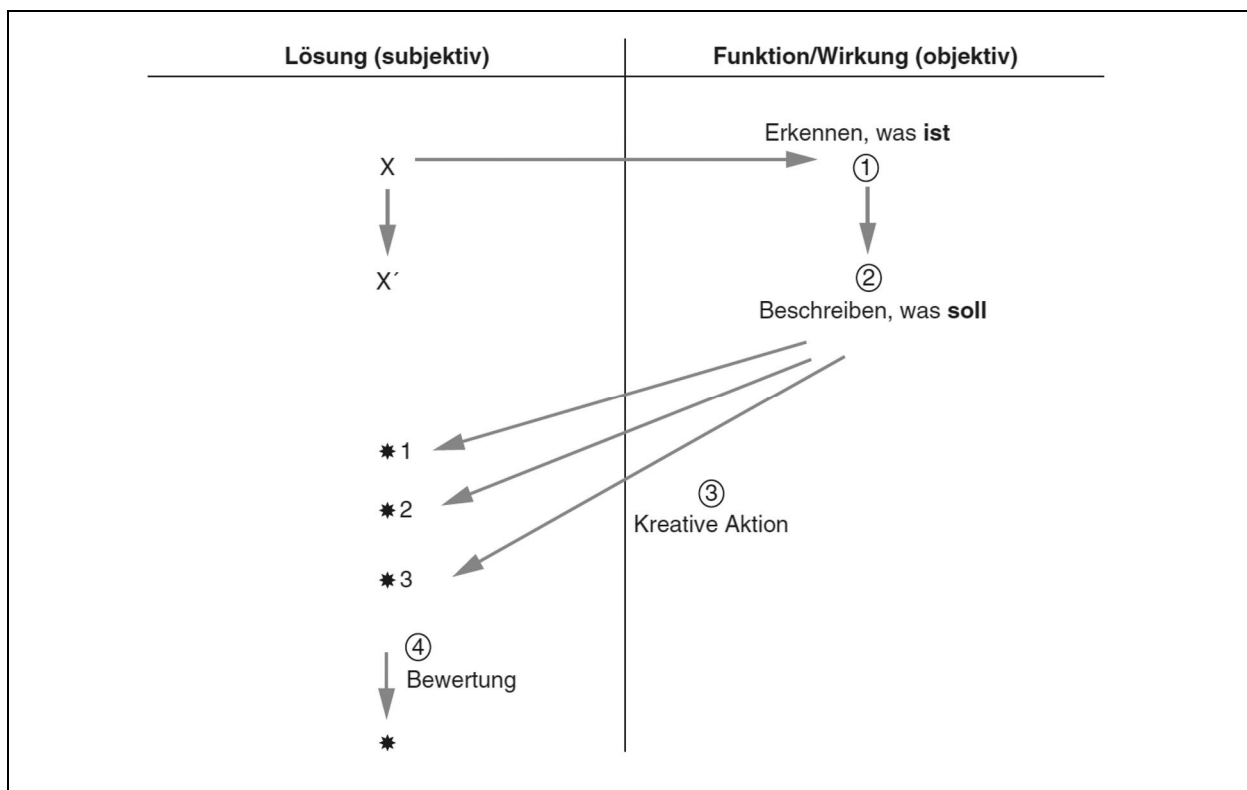 Lösung (subjektiv)
Funktion/Wirkung (objektiv)
Erkennen, was ist
X
①
X´
②
Beschreiben, was soll
✷ 1
✷ 2
③
Kreative Aktion
✷ 3
④
Bewertung
✷